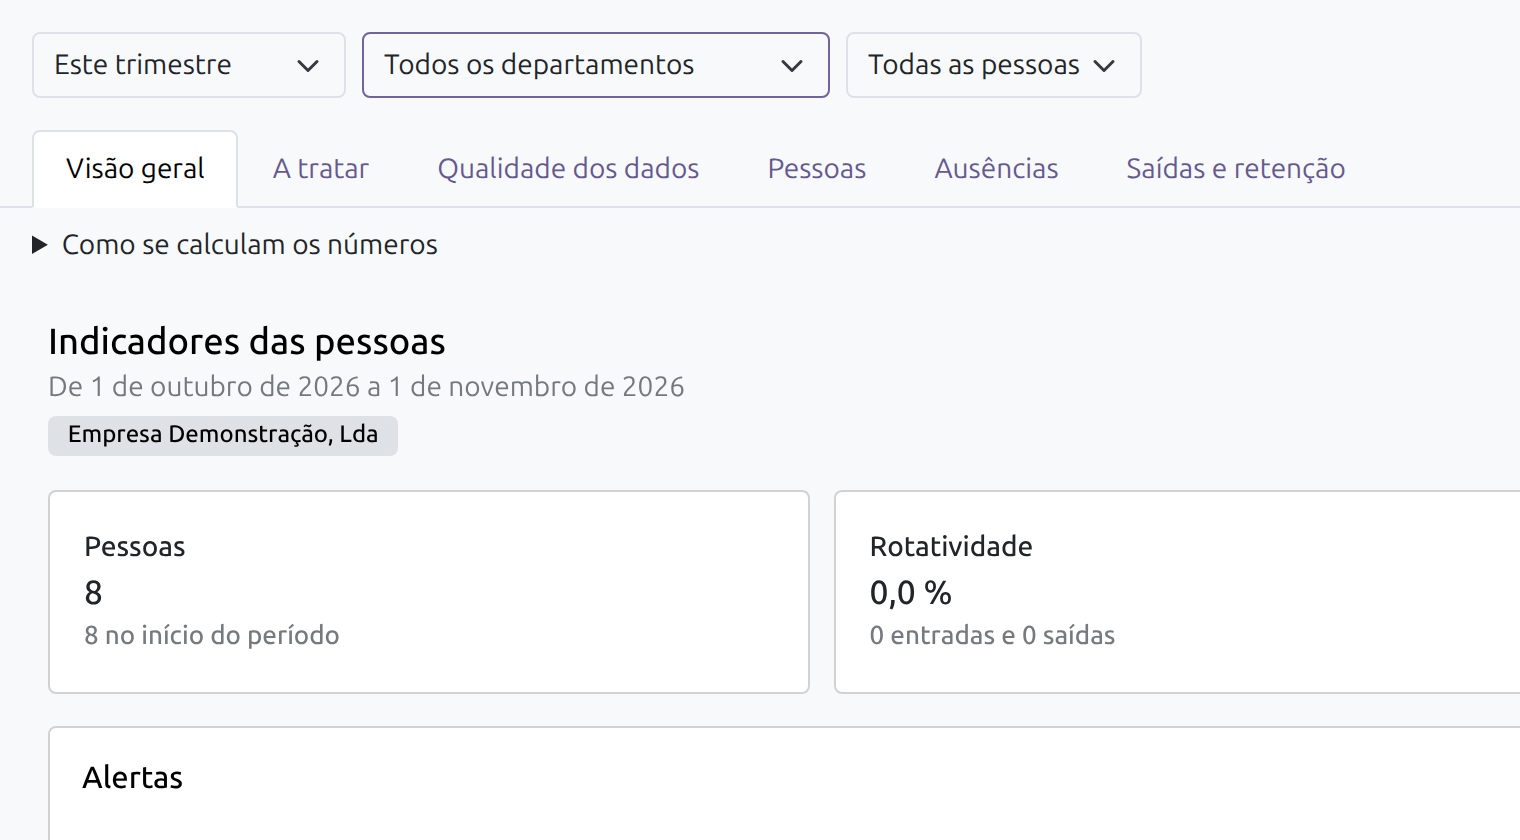 Este trimestre
Todos os departamentos
Todas as pessoas
Visão geral
A tratar
Qualidade dos dados
Pessoas
Ausências
Saídas e retenção
Como se calculam os números
Indicadores das pessoas
De 1 de outubro de 2026 a 1 de novembro de 2026
Empresa Demonstração, Lda
Pessoas
8
8 no início do período
Rotatividade
0,0 %
0 entradas e 0 saídas
Alertas